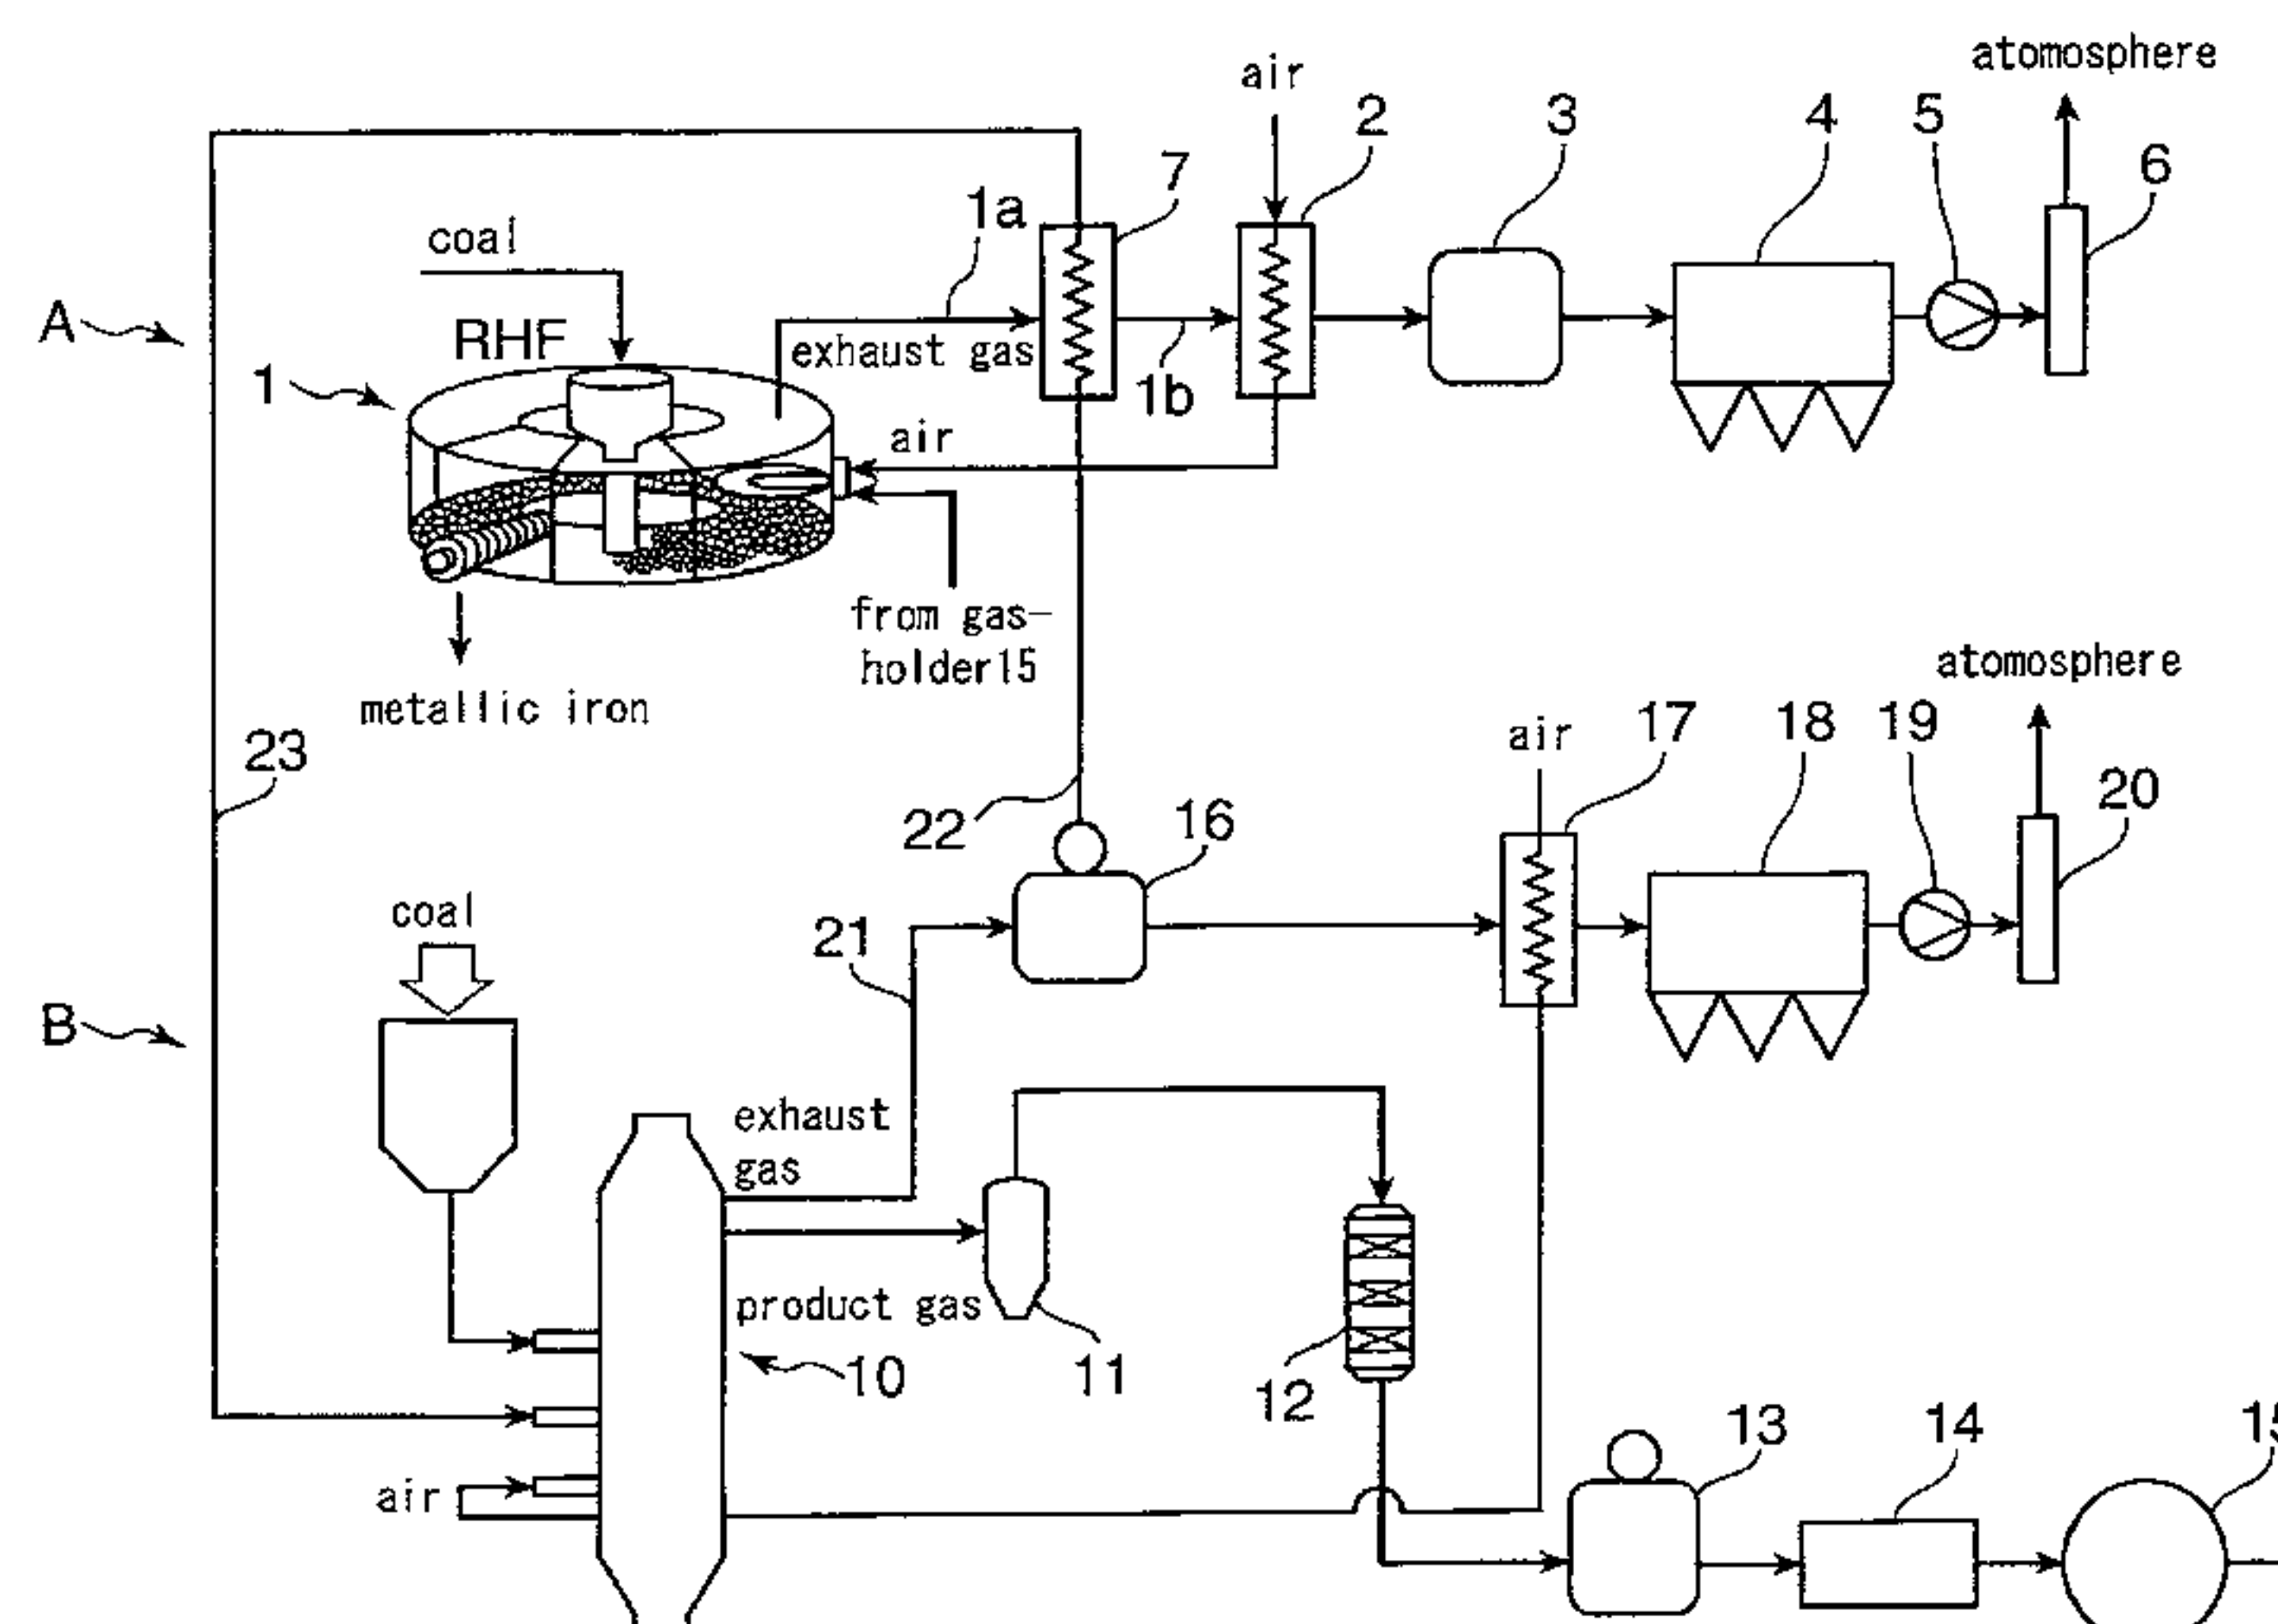 atomosphere
air
2
3
4
5
6
7
1a
coal
A
RHF
exhaust gas
1b
1
air
from gas-
holder15
metallic iron
atomosphere
23
air
17
18
19
20
22
16
coal
21
B
exhaust
gas
product gas
10
11
12
13
14
air